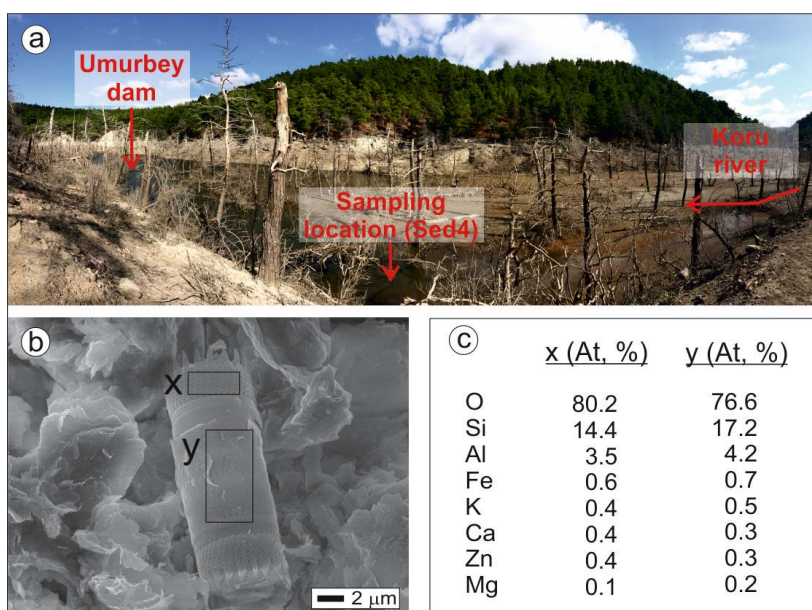 a
Umurbey
dam
Sampling
location (Sed4)
Koru
river
b
x
y
2 μm
c
x (At, %) y (At, %)
O 80.2 76.6
Si 14.4 17.2
Al 3.5 4.2
Fe 0.6 0.7
K 0.4 0.5
Ca 0.4 0.3
Zn 0.4 0.3
Mg 0.1 0.2